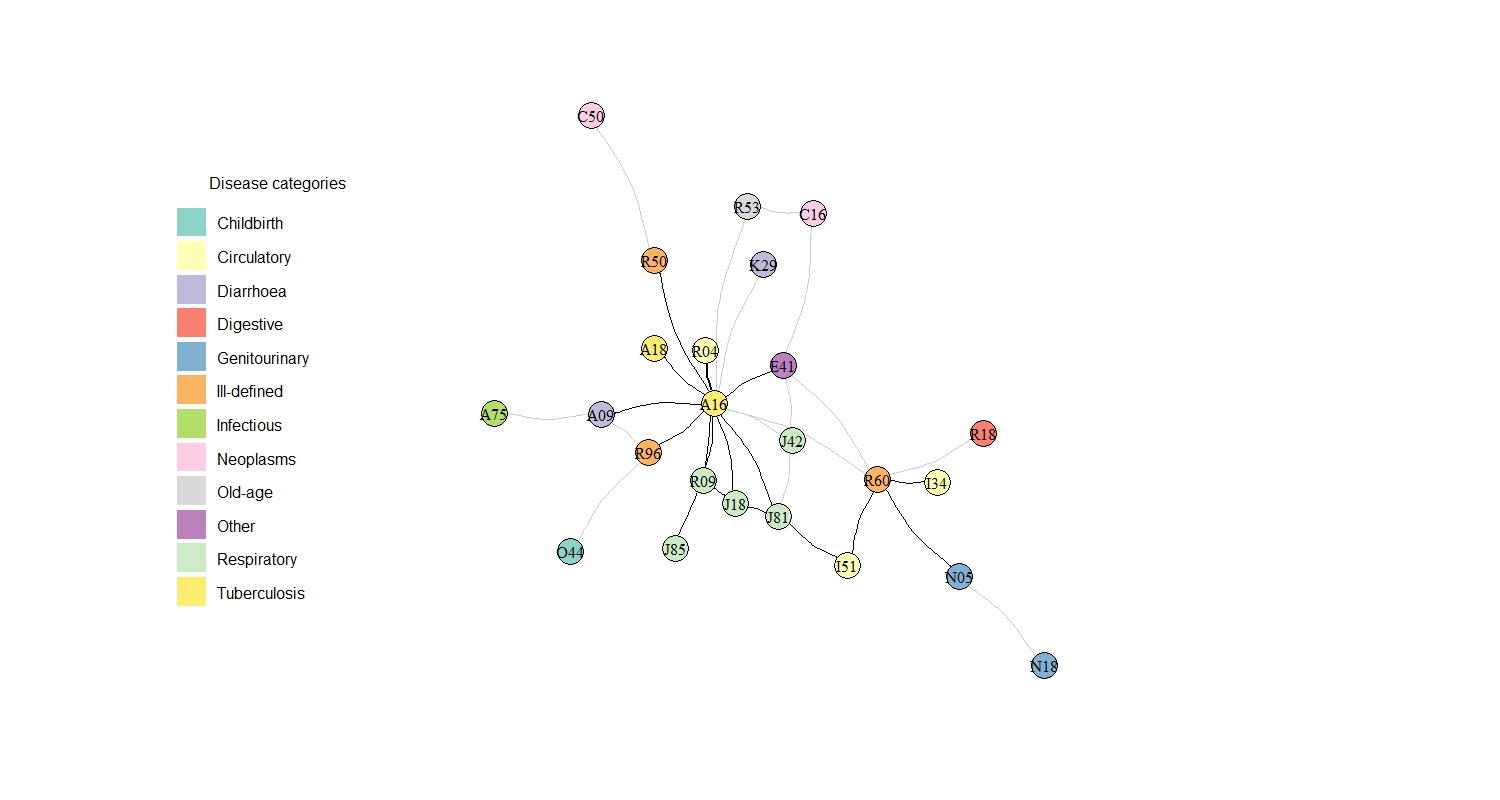 Disease categories
Childbirth
Circulatory
Diarrhoea
Digestive
Genitourinary
Ill-defined
Infectious
Neoplasms
Old-age
Other
Respiratory
Tuberculosis
C50
R53
C16
R50
K29
A18
R04
E41
A16
A75
A09
R96
J42
R18
R60
I34
R09
J18
J81
J85
O44
I51
N05
N18